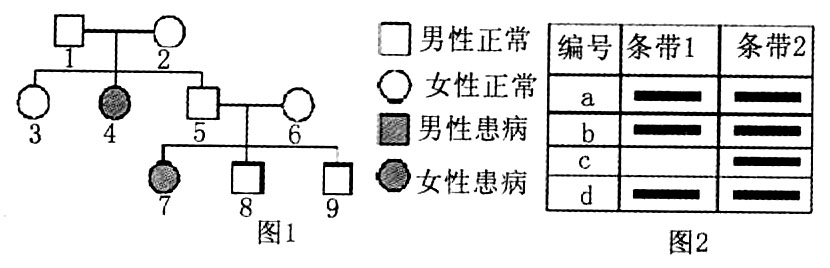 1 2
3 4 5 6
7 8 9
图1
男性正常
女性正常
男性患病
女性患病
编号 条带1 条带2
a
b
c
d
图2